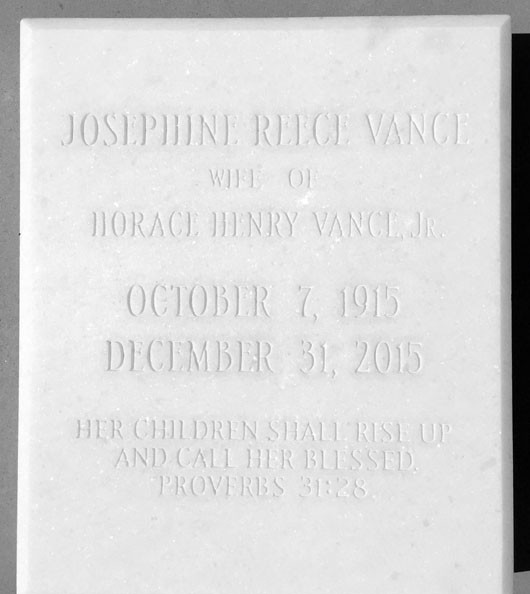 JOSEPHINE REECE VANCE
WIFE OF
HORACE HENRY VANCE, JR.
OCTOBER 7, 1915
DECEMBER 31, 2015
HER CHILDREN SHALL RISE UP
AND CALL HER BLESSED.
PROVERBS 31:28.